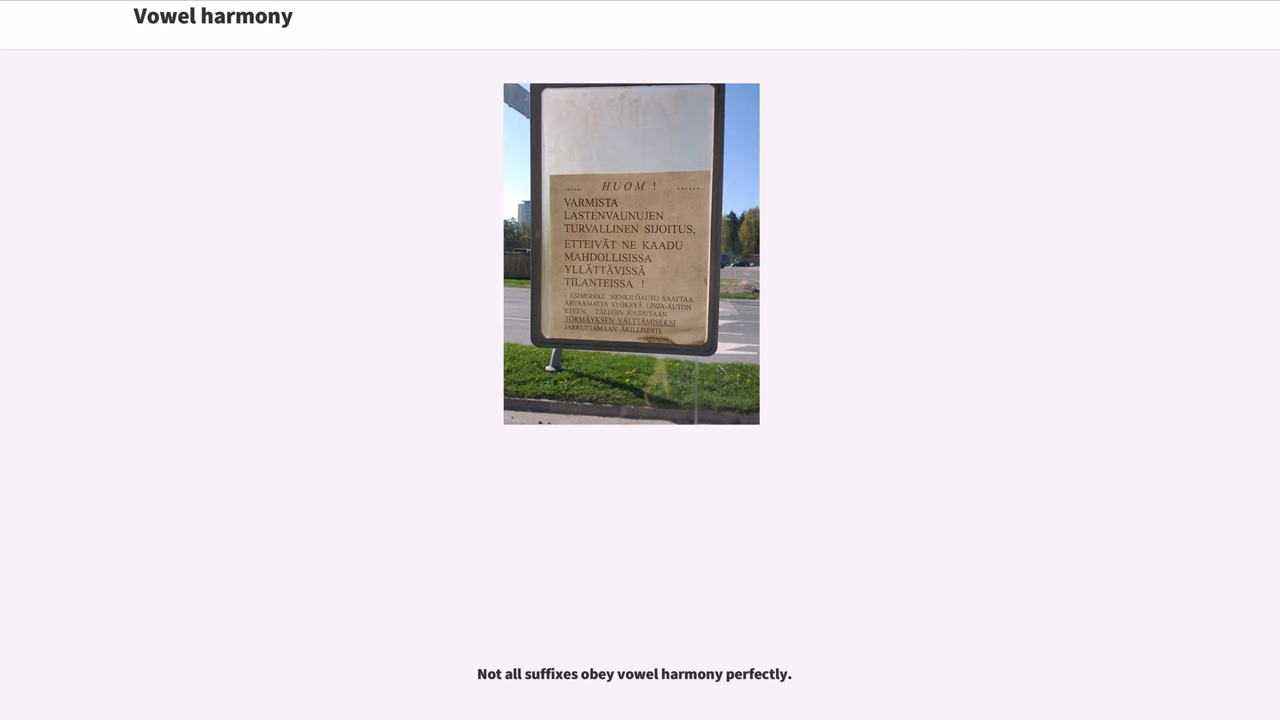 Vowel harmony
...... HUOM ! ......
VARMISTA
LASTENVAUNUJEN
TURVALLINEN SIJOITUS,
ETTEIVÄT NE KAADU
MAHDOLLISISSA
YLLÄTTÄVISSÄ
TILANTEISSA !
- ESIMERKKI: HENKILÖAUTO SAATTAA
ARVAAMATTA SYÖKSYÄ LINJA-AUTON
ETEEN. TÄLLÖIN JOUDUTAAN
TÖRMÄYKSEN VÄLTTÄMISEKSI
JARRUTTAMAAN ÄKILLISESTI.
Not all suffixes obey vowel harmony perfectly.